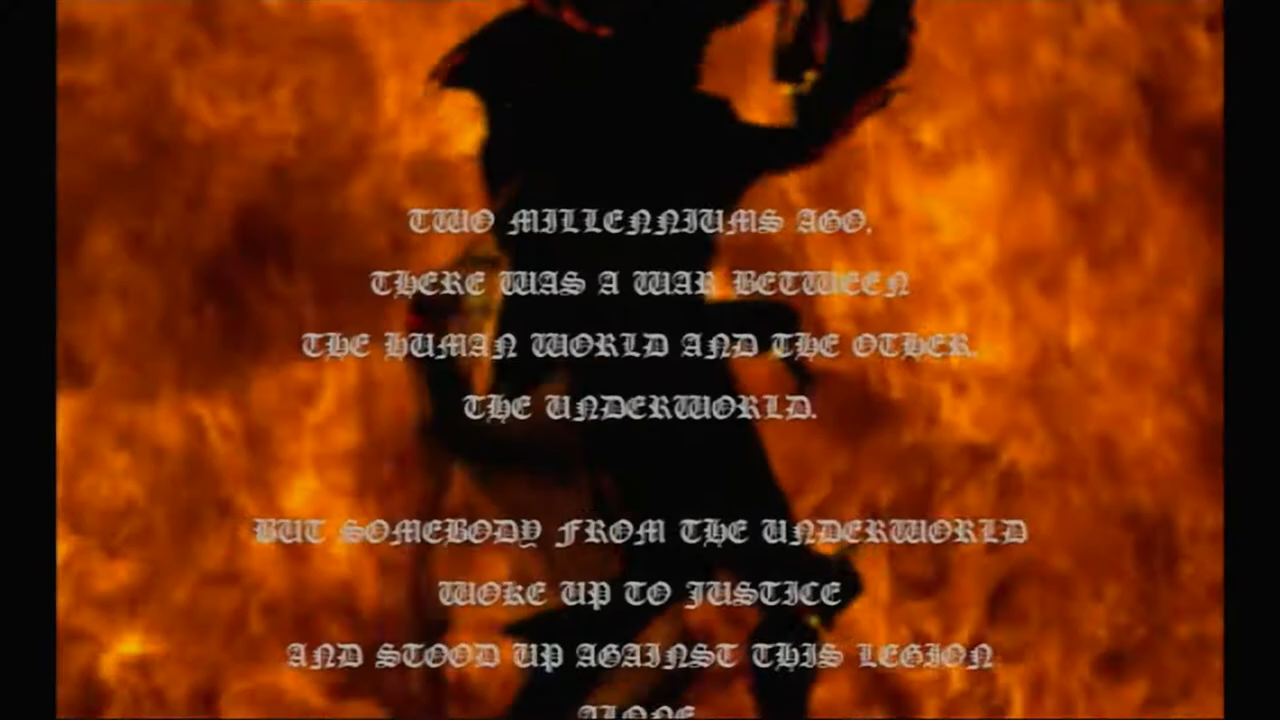 TWO MILLENNIUMS AGO,
THERE WAS A WAR BETWEEN
THE HUMAN WORLD AND THE OTHER,
THE UNDERWORLD.
BUT SOMEBODY FROM THE UNDERWORLD
WOKE UP TO JUSTICE
AND STOOD UP AGAINST THIS LEGION
ALONE.